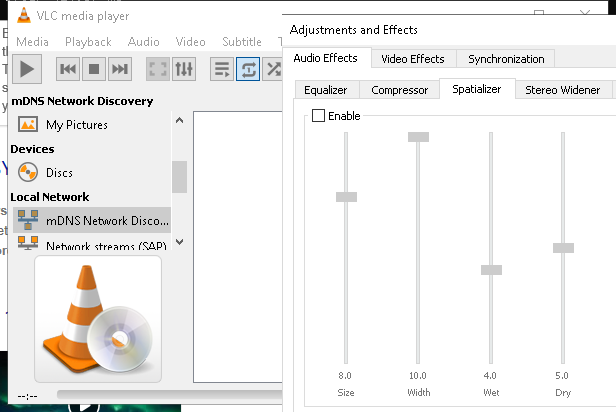 VLC media player
Media Playback Audio Video Subtitle T
mDNS Network Discovery
My Pictures
Devices
Discs
Local Network
mDNS Network Disco...
Network streams (SAP)
--:--
Adjustments and Effects
Audio Effects Video Effects Synchronization
Equalizer Compressor Spatializer Stereo Widener
Enable
8.0 10.0 4.0 5.0
Size Width Wet Dry